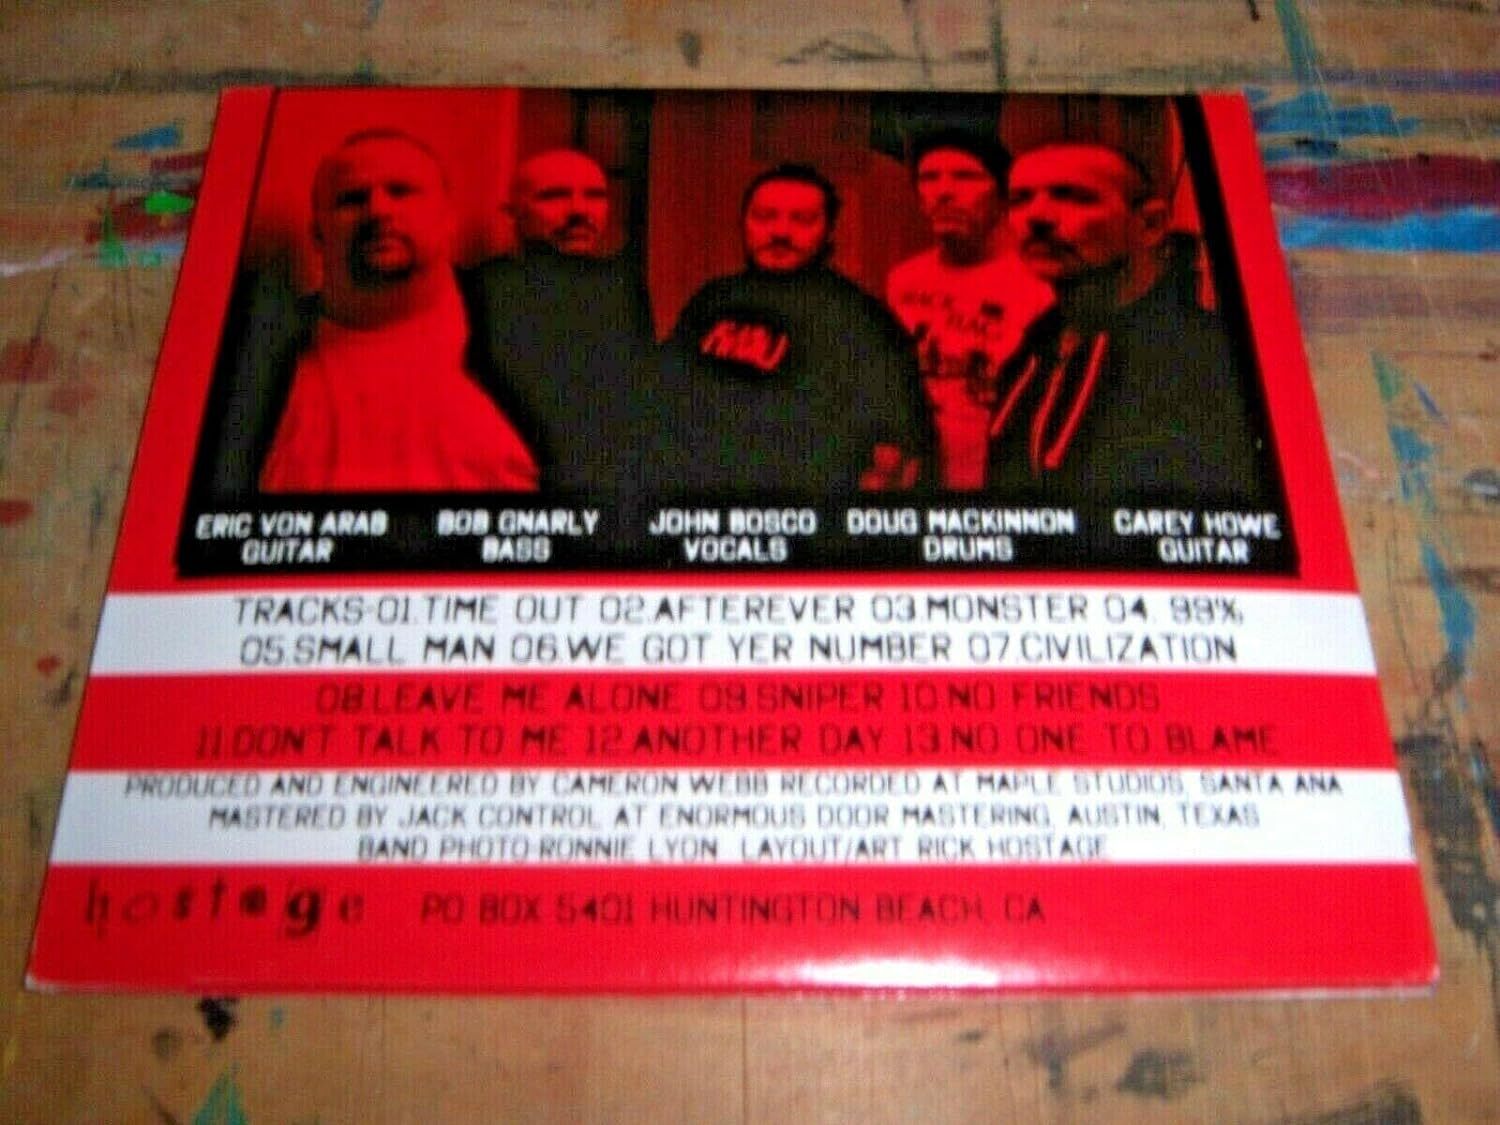 RICK
BAGS
ERIC VON ARAB BOB GNARLY JOHN BOSCO DOUG MACKINNON CAREY HOWE
GUITAR BASS VOCALS DRUMS GUITAR
TRACKS-01.TIME OUT 02.AFTEREVER 03.MONSTER 04. 99%
05.SMALL MAN 06.WE GOT YER NUMBER 07.CIVILIZATION
08.LEAVE ME ALONE 09.SNIPER 10.NO FRIENDS
11.DON'T TALK TO ME 12.ANOTHER DAY 13.NO ONE TO BLAME
PRODUCED AND ENGINEERED BY CAMERON WEBB RECORDED AT MAPLE STUDIOS, SANTA ANA
MASTERED BY JACK CONTROL AT ENORMOUS DOOR MASTERING, AUSTIN, TEXAS
BAND PHOTO-RONNIE LYON LAYOUT/ART RICK HOSTAGE
hostage PO BOX 5401 HUNTINGTON BEACH, CA